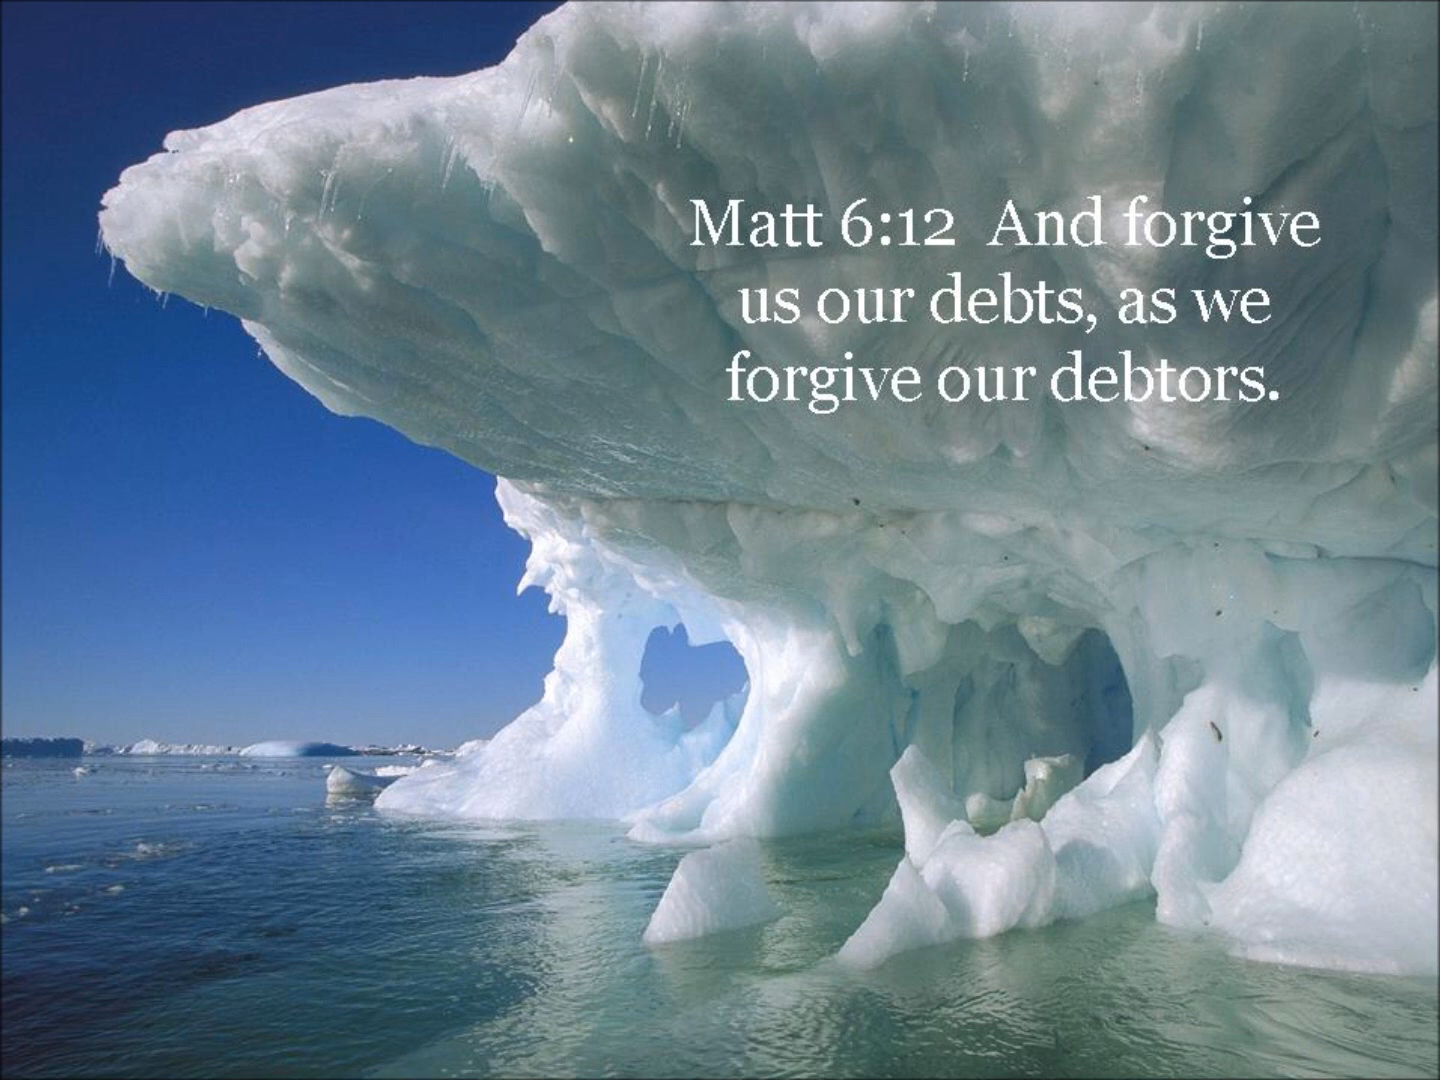 Matt 6:12  And forgive
us our debts, as we
forgive our debtors.